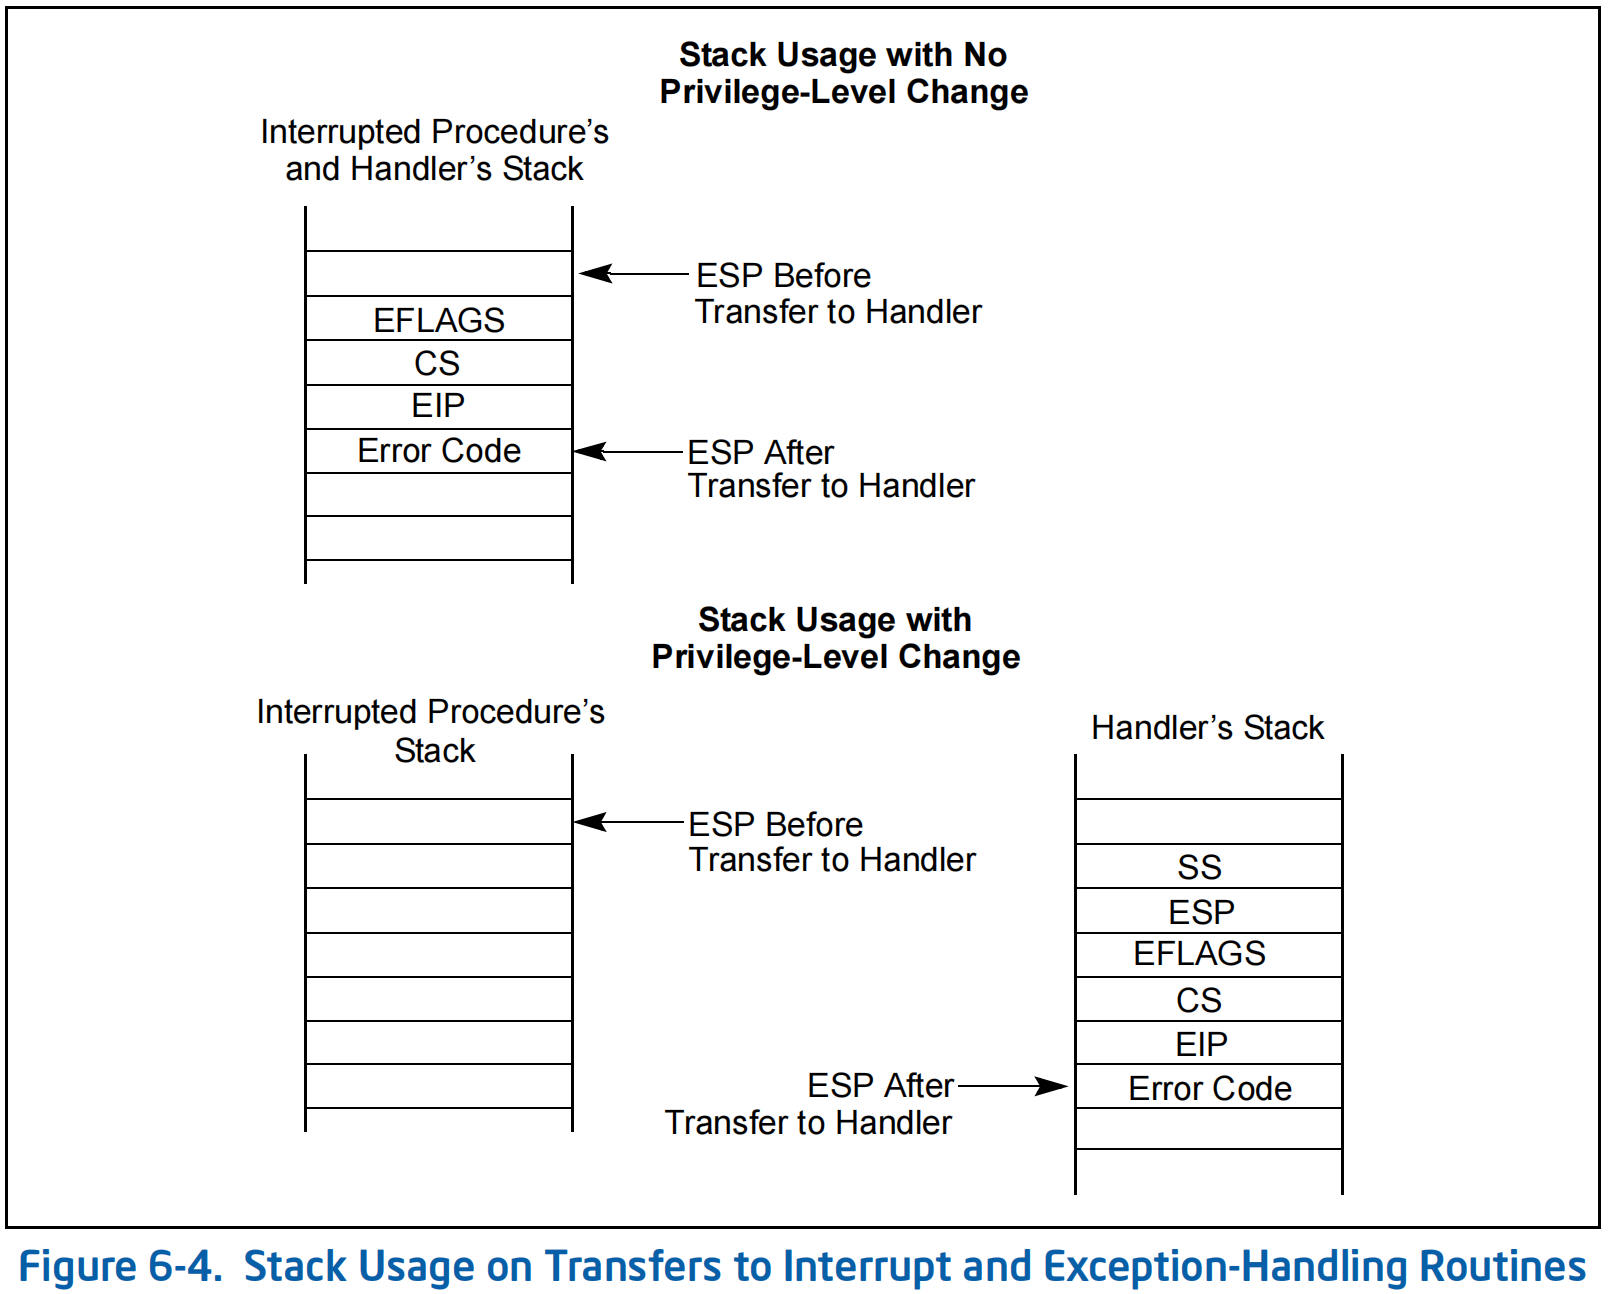 Stack Usage with No
Privilege-Level Change
Interrupted Procedure’s
and Handler’s Stack
ESP Before
Transfer to Handler
EFLAGS
CS
EIP
Error Code
ESP After
Transfer to Handler
Stack Usage with
Privilege-Level Change
Interrupted Procedure’s
Stack
Handler’s Stack
ESP Before
Transfer to Handler
SS
ESP
EFLAGS
CS
EIP
ESP After
Transfer to Handler
Error Code
Figure 6-4. Stack Usage on Transfers to Interrupt and Exception-Handling Routines